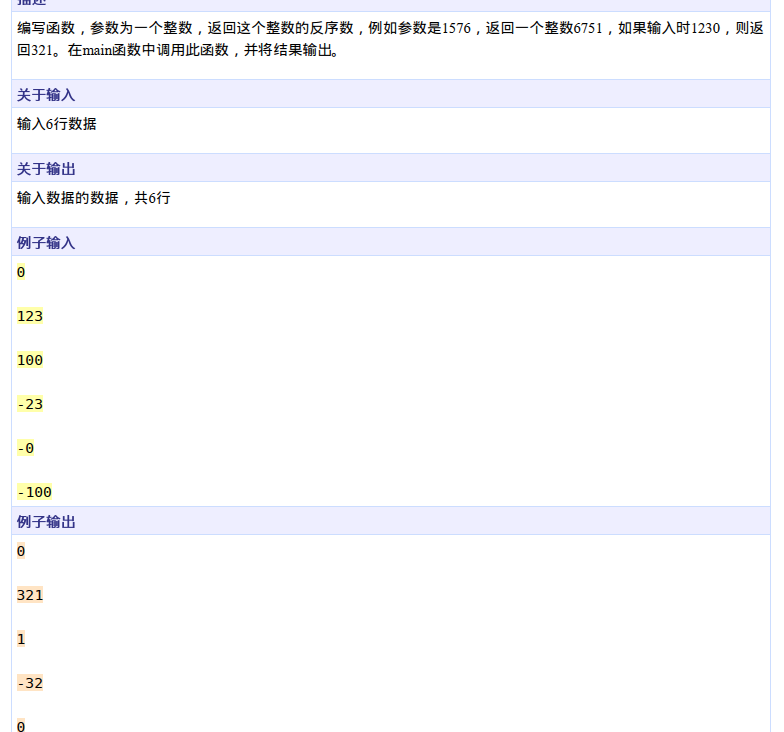 描述
编写函数，参数为一个整数，返回这个整数的反序数，例如参数是1576，返回一个整数6751，如果输入时1230，则返
回321。在main函数中调用此函数，并将结果输出。
关于输入
输入6行数据
关于输出
输入数据的数据，共6行
例子输入
0
123
100
-23
-0
-100
例子输出
0
321
1
-32
0